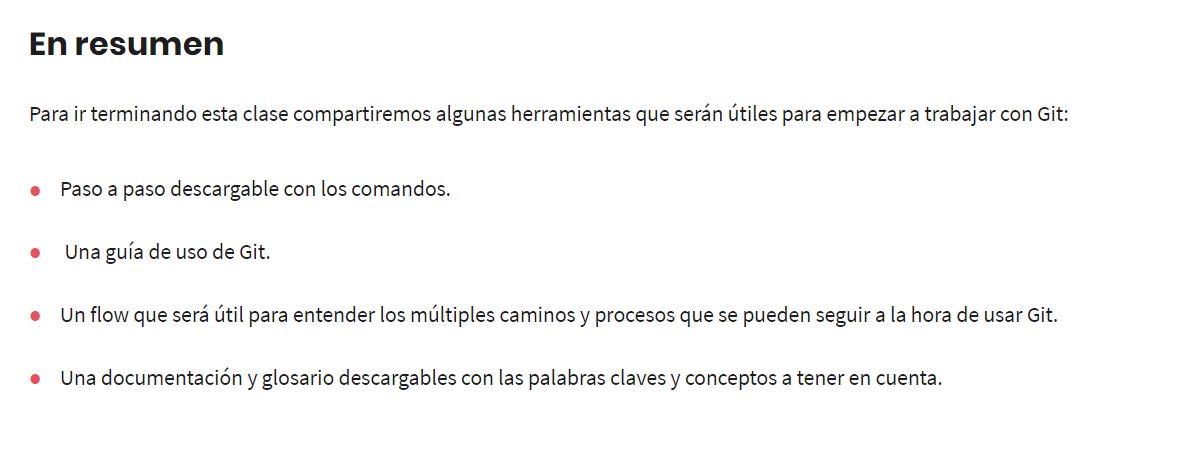 En resumen
Para ir terminando esta clase compartiremos algunas herramientas que serán útiles para empezar a trabajar con Git:
● Paso a paso descargable con los comandos.
● Una guía de uso de Git.
● Un flow que será útil para entender los múltiples caminos y procesos que se pueden seguir a la hora de usar Git.
● Una documentación y glosario descargables con las palabras claves y conceptos a tener en cuenta.